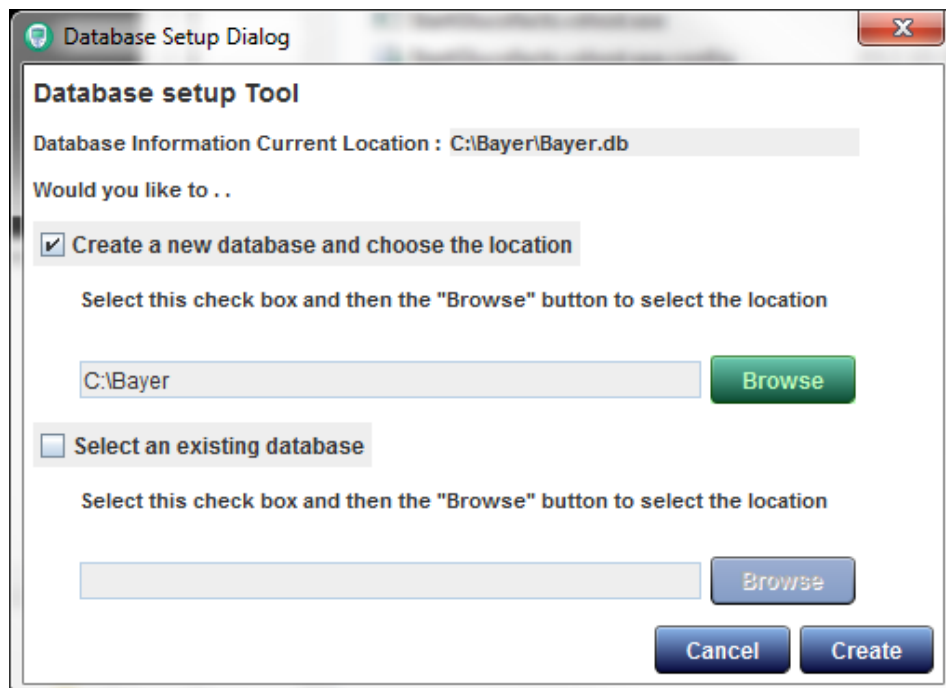 Database Setup Dialog
Database setup Tool
Database Information Current Location : C:\Bayer\Bayer.db
Would you like to . .
Create a new database and choose the location
Select this check box and then the "Browse" button to select the location
C:\Bayer
Browse
Select an existing database
Select this check box and then the "Browse" button to select the location
Browse
Cancel
Create